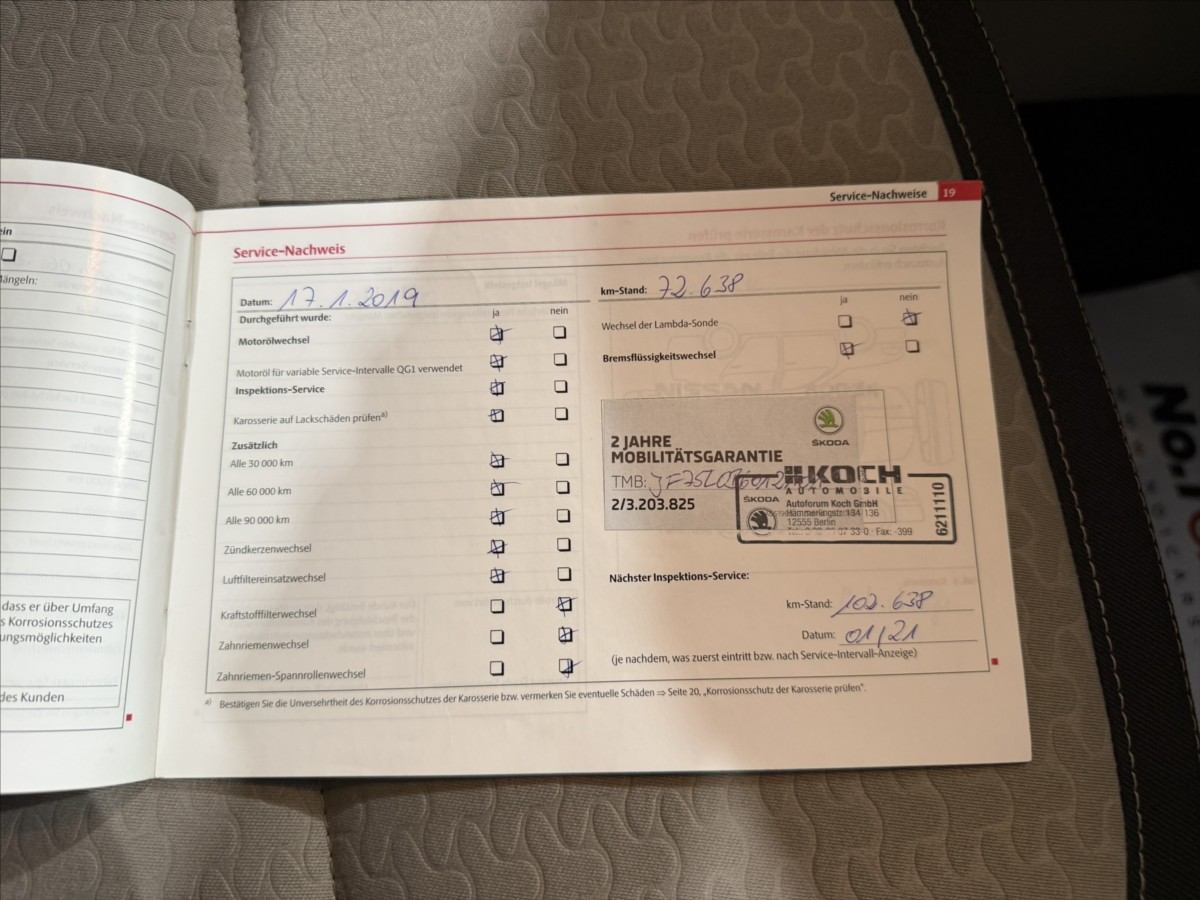 Service-Nachweise 19
ein
Mängeln:
dass er über Umfang
s Korrosionsschutzes
ungsmöglichkeiten
des Kunden
Service-Nachweis
Datum: 17.1.2019
Durchgeführt wurde: ja nein
Motorölwechsel
Motoröl für variable Service-Intervalle QG1 verwendet
Inspektions-Service
Karosserie auf Lackschäden prüfen a)
Zusätzlich
Alle 30 000 km
Alle 60 000 km
Alle 90 000 km
Zündkerzenwechsel
Luftfiltereinsatzwechsel
Kraftstofffilterwechsel
Zahnriemenwechsel
Zahnriemen-Spannrollenwechsel
km-Stand: 72.638
ja nein
Wechsel der Lambda-Sonde
Bremsflüssigkeitswechsel
ŠKODA
2 JAHRE
MOBILITÄTSGARANTIE
TMB:
2/3.203.825
KOCH
AUTOMOBILE
ŠKODA
Autoforum Koch GmbH
12555 Berlin
Fax: -399
6211110
Nächster Inspektions-Service:
km-Stand: 102.638
Datum: 01/21
(je nachdem, was zuerst eintritt bzw. nach Service-Intervall-Anzeige)
a) Bestätigen Sie die Unversehrtheit des Korrosionsschutzes der Karosserie bzw. vermerken Sie eventuelle Schäden ⇒ Seite 20, „Korrosionsschutz der Karosserie prüfen".
No.1